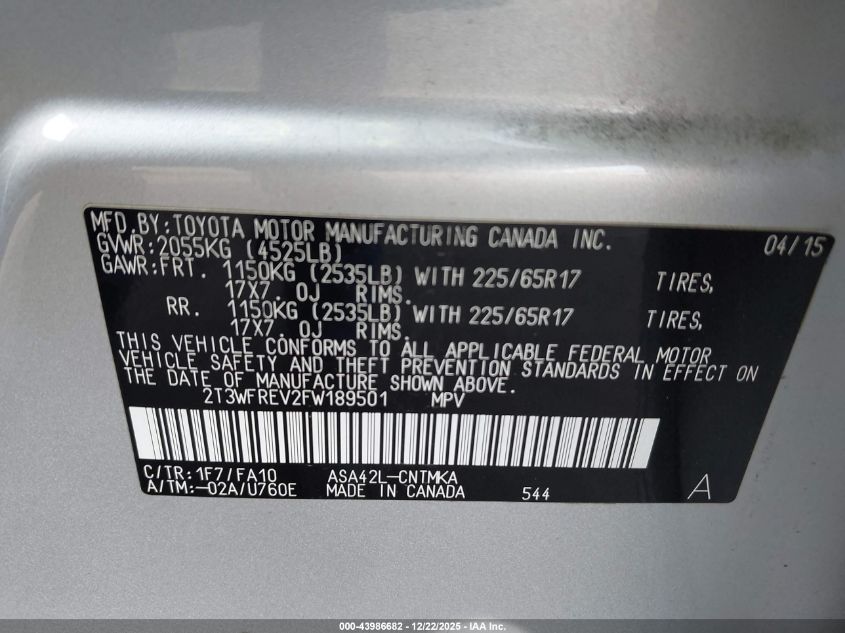 MFD.BY:TOYOTA MOTOR MANUFACTURING CANADA INC. 04/15
GVWR:2055KG (4525LB)
GAWR:FRT. 1150KG (2535LB) WITH 225/65R17 TIRES,
17X7. 0J RIMS.
RR. 1150KG (2535LB) WITH 225/65R17 TIRES,
17X7. 0J RIMS.
THIS VEHICLE CONFORMS TO ALL APPLICABLE FEDERAL MOTOR
VEHICLE SAFETY AND THEFT PREVENTION STANDARDS IN EFFECT ON
THE DATE OF MANUFACTURE SHOWN ABOVE.
2T3WFREV2FW189501 MPV
C/TR:1F7/FA10 ASA42L-CNTMKA
A/TM:-02A/U760E MADE IN CANADA 544 A
000-43986682 • 12/22/2025 • IAA Inc.